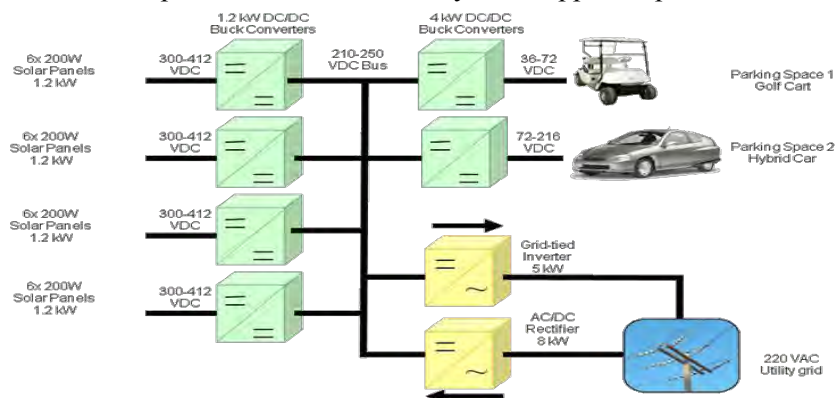 1.2 kW DC/DC
Buck Converters
4 kW DC/DC
Buck Converters
6x 200W
Solar Panels
1.2 kW
300-412
VDC
210-250
VDC Bus
36-72
VDC
Parking Space 1
Golf Cart
6x 200W
Solar Panels
1.2 kW
300-412
VDC
72-216
VDC
Parking Space 2
Hybrid Car
6x 200W
Solar Panels
1.2 kW
300-412
VDC
Grid-tied
Inverter
5 kW
6x 200W
Solar Panels
1.2 kW
300-412
VDC
AC/DC
Rectifier
8 kW
220 VAC
Utility grid